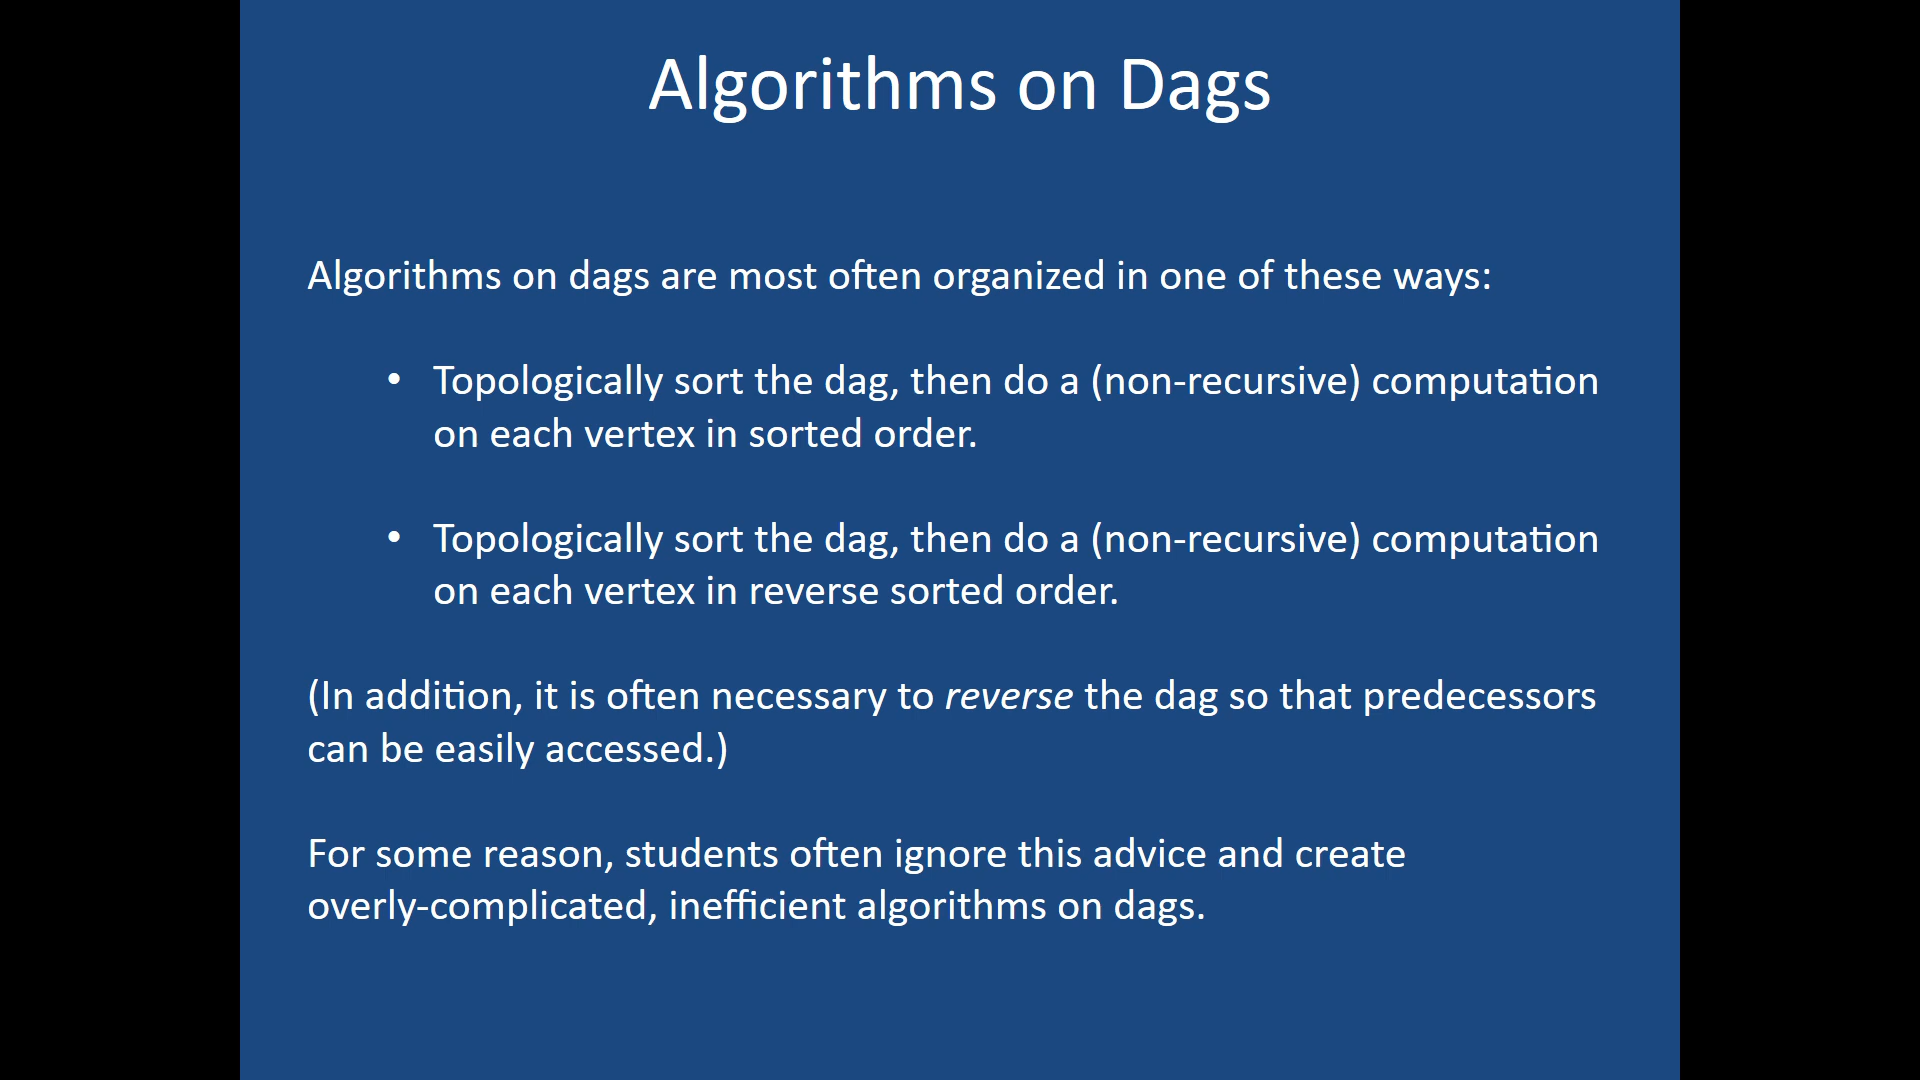 Algorithms on Dags
Algorithms on dags are most often organized in one of these ways:
• Topologically sort the dag, then do a (non-recursive) computation
on each vertex in sorted order.
• Topologically sort the dag, then do a (non-recursive) computation
on each vertex in reverse sorted order.
(In addition, it is often necessary to reverse the dag so that predecessors
can be easily accessed.)
For some reason, students often ignore this advice and create
overly-complicated, inefficient algorithms on dags.